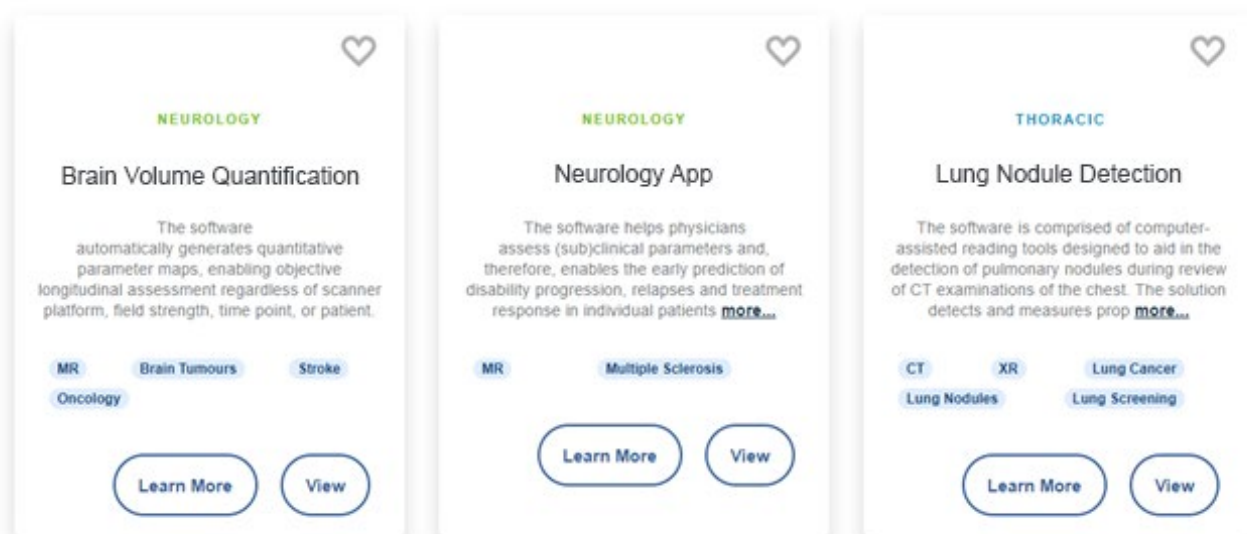 NEUROLOGY
Brain Volume Quantification
The software
automatically generates quantitative
parameter maps, enabling objective
longitudinal assessment regardless of scanner
platform, field strength, time point, or patient.
MR Brain Tumours Stroke
Oncology
Learn More View
NEUROLOGY
Neurology App
The software helps physicians
assess (sub)clinical parameters and,
therefore, enables the early prediction of
disability progression, relapses and treatment
response in individual patients more...
MR Multiple Sclerosis
Learn More View
THORACIC
Lung Nodule Detection
The software is comprised of computer-
assisted reading tools designed to aid in the
detection of pulmonary nodules during review
of CT examinations of the chest. The solution
detects and measures prop more...
CT XR Lung Cancer
Lung Nodules Lung Screening
Learn More View